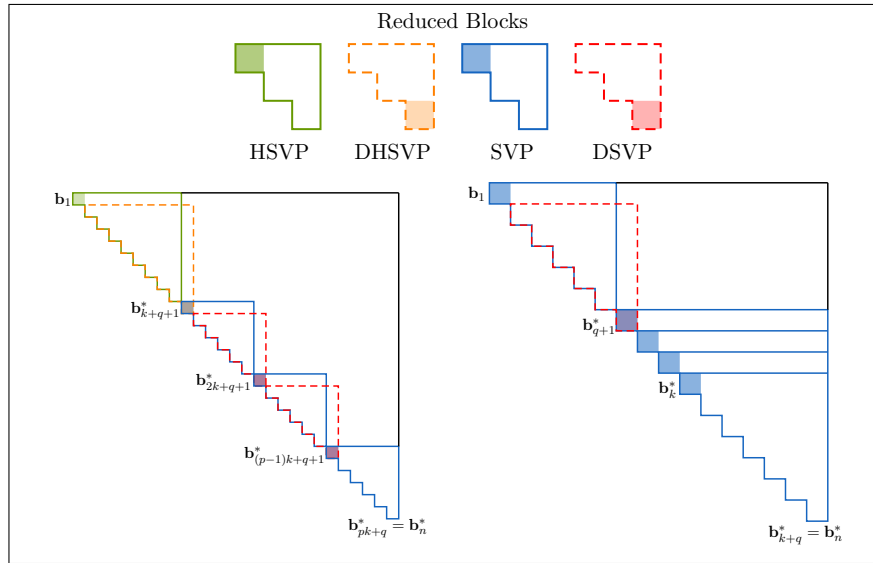 Reduced Blocks
HSVP DHSVP SVP DSVP
b₁
b*ₖ₊q₊₁
b*₂ₖ₊q₊₁
b*₍ₚ₋₁₎ₖ₊q₊₁
b*ₚₖ₊q = b*ₙ
b₁
b*q₊₁
b*ₖ
b*ₖ₊q = b*ₙ